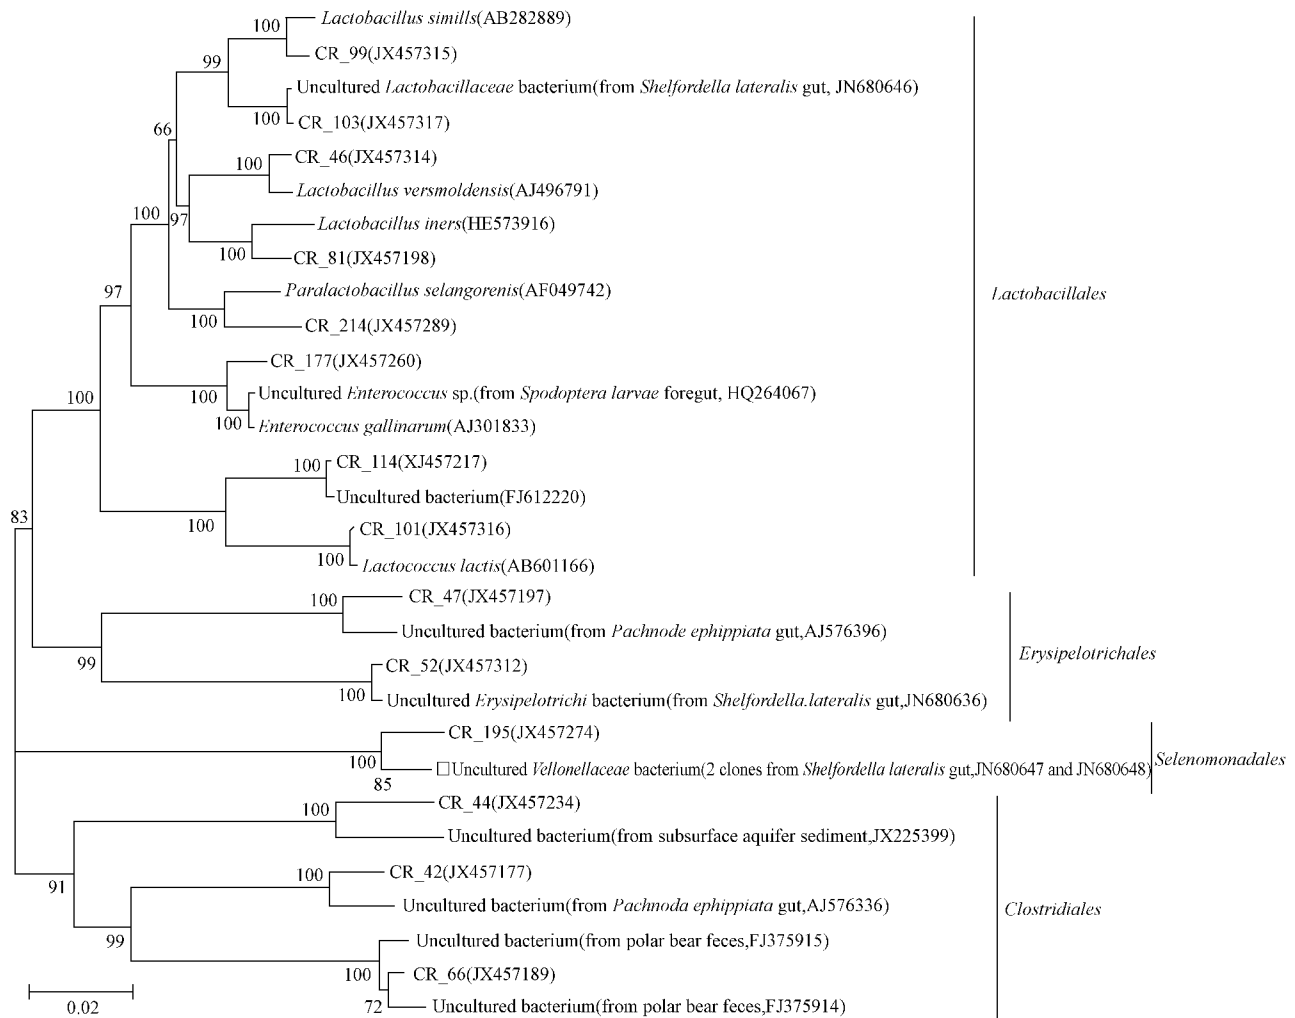 100
Lactobacillus simills(AB282889)
99
CR_99(JX457315)
Uncultured Lactobacillaceae bacterium(from Shelfordella lateralis gut, JN680646)
100
CR_103(JX457317)
66
100
CR_46(JX457314)
Lactobacillus versmoldensis(AJ496791)
100
97
Lactobacillus iners(HE573916)
100
CR_81(JX457198)
97
Paralactobacillus selangorenis(AF049742)
100
CR_214(JX457289)
Lactobacillales
CR_177(JX457260)
100
100
Uncultured Enterococcus sp.(from Spodoptera larvae foregut, HQ264067)
100
Enterococcus gallinarum(AJ301833)
100
CR_114(XJ457217)
Uncultured bacterium(FJ612220)
83
100
CR_101(JX457316)
100
Lactococcus lactis(AB601166)
100
CR_47(JX457197)
Uncultured bacterium(from Pachnode ephippiata gut,AJ576396)
99
CR_52(JX457312)
100
Uncultured Erysipelotrichi bacterium(from Shelfordella.lateralis gut,JN680636)
Erysipelotrichales
CR_195(JX457274)
100
□Uncultured Vellonellaceae bacterium(2 clones from Shelfordella lateralis gut,JN680647 and JN680648)
85
Selenomonadales
100
CR_44(JX457234)
Uncultured bacterium(from subsurface aquifer sediment,JX225399)
100
CR_42(JX457177)
91
Uncultured bacterium(from Pachnoda ephippiata gut,AJ576336)
Clostridiales
99
Uncultured bacterium(from polar bear feces,FJ375915)
100
CR_66(JX457189)
72
Uncultured bacterium(from polar bear feces,FJ375914)
0.02